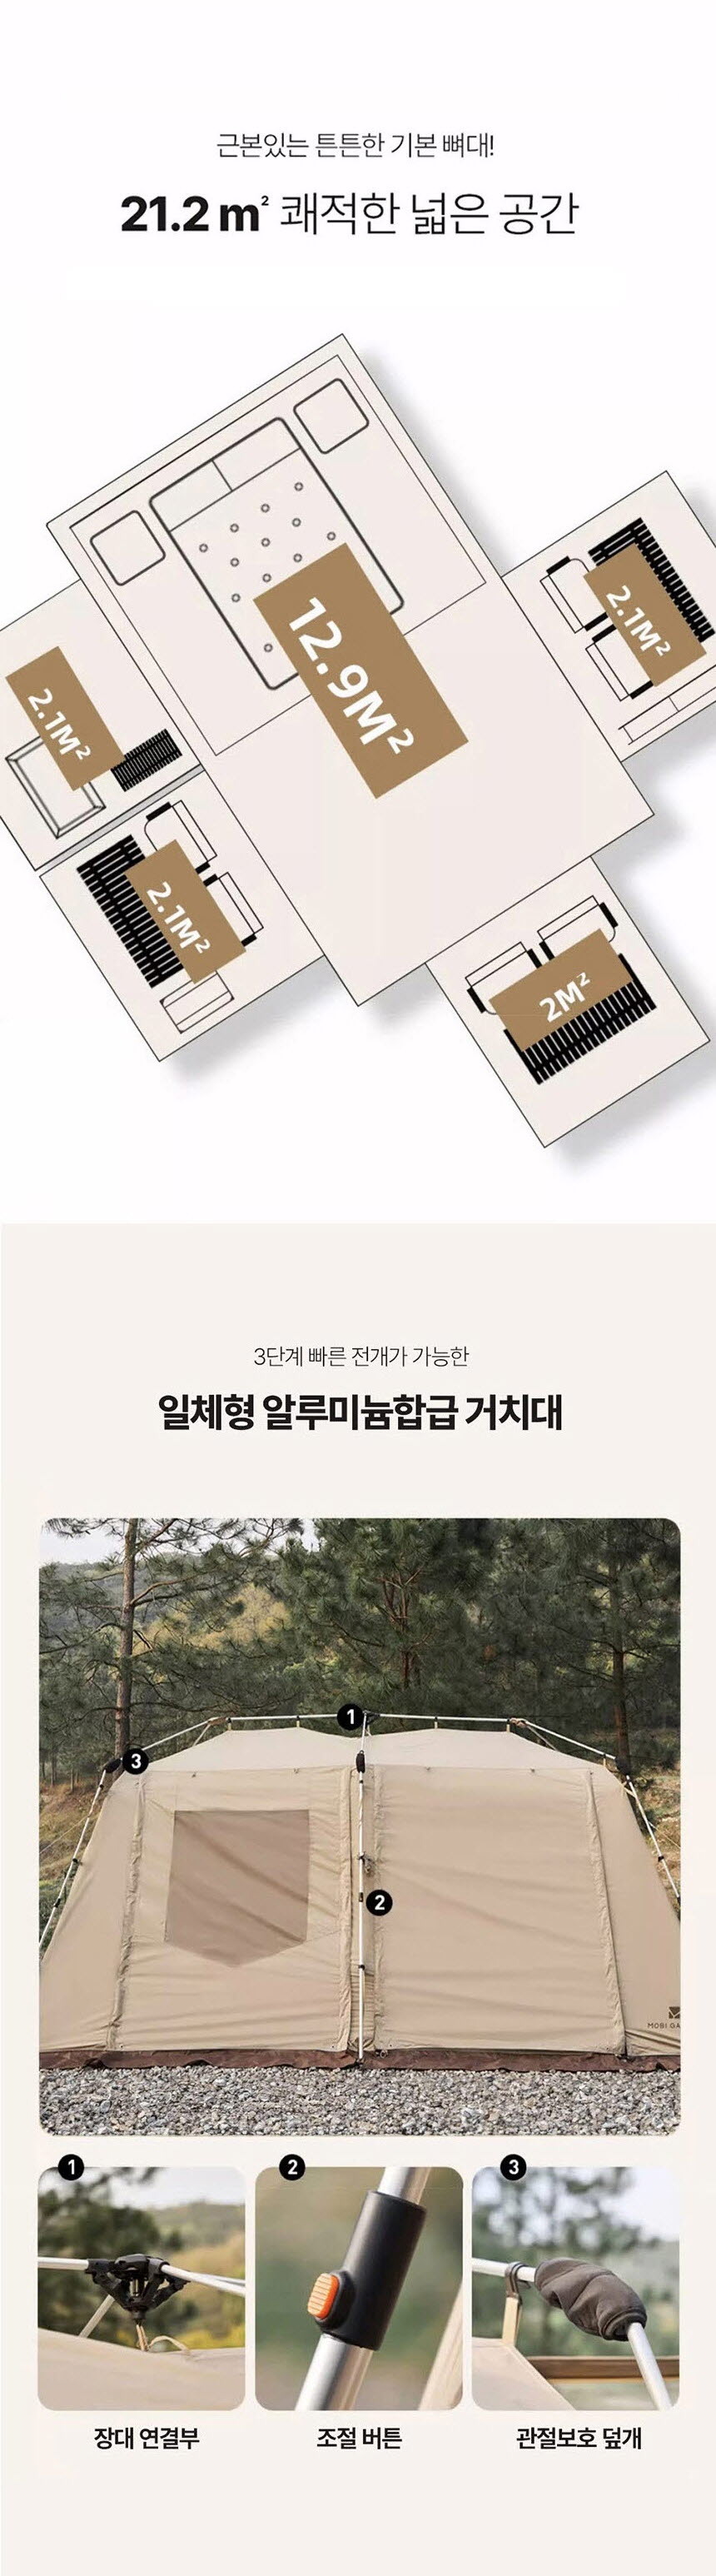 근본있는 튼튼한 기본 뼈대!
21.2 m² 쾌적한 넓은 공간
12.9M²
2.1M²
2.1M²
2.1M²
2M²
3단계 빠른 전개가 가능한
일체형 알루미늄합급 거치대
1
3
2
MOBI GA
1
2
3
장대 연결부
조절 버튼
관절보호 덮개